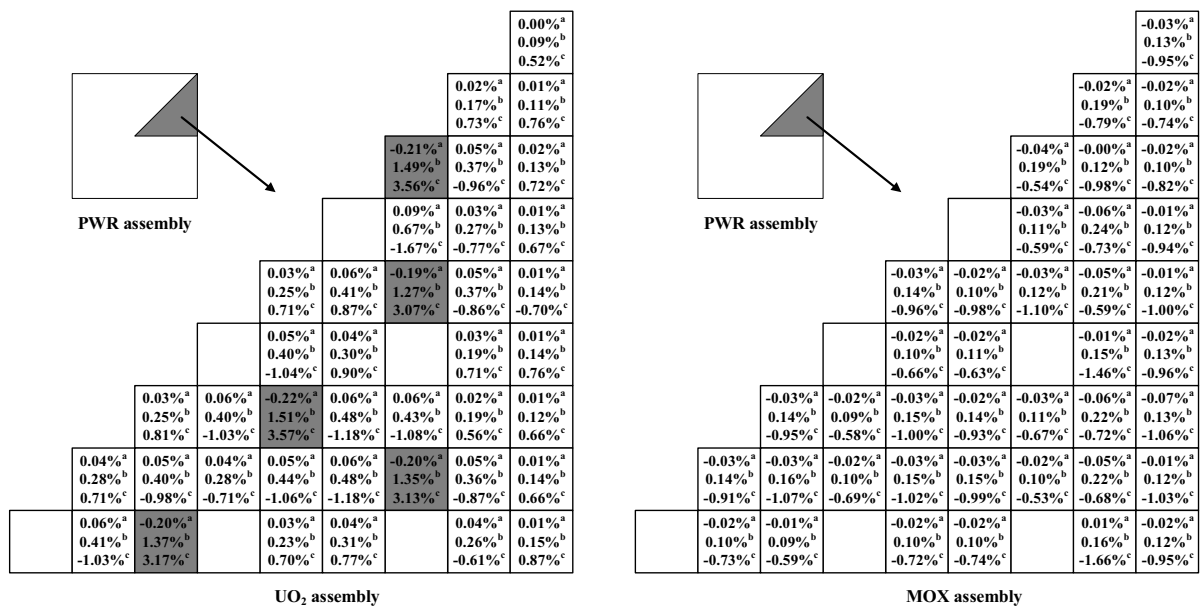 0.00%ᵃ
0.09%ᵇ
0.52%ᶜ
0.02%ᵃ 0.01%ᵃ
0.17%ᵇ 0.11%ᵇ
0.73%ᶜ 0.76%ᶜ
-0.21%ᵃ 0.05%ᵃ 0.02%ᵃ
1.49%ᵇ 0.37%ᵇ 0.13%ᵇ
3.56%ᶜ -0.96%ᶜ 0.72%ᶜ
PWR assembly
0.09%ᵃ 0.03%ᵃ 0.01%ᵃ
0.67%ᵇ 0.27%ᵇ 0.13%ᵇ
-1.67%ᶜ -0.77%ᶜ 0.67%ᶜ
0.03%ᵃ 0.06%ᵃ -0.19%ᵃ 0.05%ᵃ 0.01%ᵃ
0.25%ᵇ 0.41%ᵇ 1.27%ᵇ 0.37%ᵇ 0.14%ᵇ
0.71%ᶜ 0.87%ᶜ 3.07%ᶜ -0.86%ᶜ -0.70%ᶜ
0.05%ᵃ 0.04%ᵃ 0.03%ᵃ 0.01%ᵃ
0.40%ᵇ 0.30%ᵇ 0.19%ᵇ 0.14%ᵇ
-1.04%ᶜ 0.90%ᶜ 0.71%ᶜ 0.76%ᶜ
0.03%ᵃ 0.06%ᵃ -0.22%ᵃ 0.06%ᵃ 0.06%ᵃ 0.02%ᵃ 0.01%ᵃ
0.25%ᵇ 0.40%ᵇ 1.51%ᵇ 0.48%ᵇ 0.43%ᵇ 0.19%ᵇ 0.12%ᵇ
0.81%ᶜ -1.03%ᶜ 3.57%ᶜ -1.18%ᶜ -1.08%ᶜ 0.56%ᶜ 0.66%ᶜ
0.04%ᵃ 0.05%ᵃ 0.04%ᵃ 0.05%ᵃ 0.06%ᵃ -0.20%ᵃ 0.05%ᵃ 0.01%ᵃ
0.28%ᵇ 0.40%ᵇ 0.28%ᵇ 0.44%ᵇ 0.48%ᵇ 1.35%ᵇ 0.36%ᵇ 0.14%ᵇ
0.71%ᶜ -0.98%ᶜ -0.71%ᶜ -1.06%ᶜ -1.18%ᶜ 3.13%ᶜ -0.87%ᶜ 0.66%ᶜ
0.06%ᵃ -0.20%ᵃ 0.03%ᵃ 0.04%ᵃ 0.04%ᵃ 0.01%ᵃ
0.41%ᵇ 1.37%ᵇ 0.23%ᵇ 0.31%ᵇ 0.26%ᵇ 0.15%ᵇ
-1.03%ᶜ 3.17%ᶜ 0.70%ᶜ 0.77%ᶜ -0.61%ᶜ 0.87%ᶜ
UO₂ assembly
-0.03%ᵃ
0.13%ᵇ
-0.95%ᶜ
-0.02%ᵃ -0.02%ᵃ
0.19%ᵇ 0.10%ᵇ
-0.79%ᶜ -0.74%ᶜ
-0.04%ᵃ -0.00%ᵃ -0.02%ᵃ
0.19%ᵇ 0.12%ᵇ 0.10%ᵇ
-0.54%ᶜ -0.98%ᶜ -0.82%ᶜ
PWR assembly
-0.03%ᵃ -0.06%ᵃ -0.01%ᵃ
0.11%ᵇ 0.24%ᵇ 0.12%ᵇ
-0.59%ᶜ -0.73%ᶜ -0.94%ᶜ
-0.03%ᵃ -0.02%ᵃ -0.03%ᵃ -0.05%ᵃ -0.01%ᵃ
0.14%ᵇ 0.10%ᵇ 0.12%ᵇ 0.21%ᵇ 0.12%ᵇ
-0.96%ᶜ -0.98%ᶜ -1.10%ᶜ -0.59%ᶜ -1.00%ᶜ
-0.02%ᵃ -0.02%ᵃ -0.01%ᵃ -0.02%ᵃ
0.10%ᵇ 0.11%ᵇ 0.15%ᵇ 0.13%ᵇ
-0.66%ᶜ -0.63%ᶜ -1.46%ᶜ -0.96%ᶜ
-0.03%ᵃ -0.02%ᵃ -0.03%ᵃ -0.02%ᵃ -0.03%ᵃ -0.06%ᵃ -0.07%ᵃ
0.14%ᵇ 0.09%ᵇ 0.15%ᵇ 0.14%ᵇ 0.11%ᵇ 0.22%ᵇ 0.13%ᵇ
-0.95%ᶜ -0.58%ᶜ -1.00%ᶜ -0.93%ᶜ -0.67%ᶜ -0.72%ᶜ -1.06%ᶜ
-0.03%ᵃ -0.03%ᵃ -0.02%ᵃ -0.03%ᵃ -0.03%ᵃ -0.02%ᵃ -0.05%ᵃ -0.01%ᵃ
0.14%ᵇ 0.16%ᵇ 0.10%ᵇ 0.15%ᵇ 0.15%ᵇ 0.10%ᵇ 0.22%ᵇ 0.12%ᵇ
-0.91%ᶜ -1.07%ᶜ -0.69%ᶜ -1.02%ᶜ -0.99%ᶜ -0.53%ᶜ -0.68%ᶜ -1.03%ᶜ
-0.02%ᵃ -0.01%ᵃ -0.02%ᵃ -0.02%ᵃ 0.01%ᵃ -0.02%ᵃ
0.10%ᵇ 0.09%ᵇ 0.10%ᵇ 0.10%ᵇ 0.16%ᵇ 0.12%ᵇ
-0.73%ᶜ -0.59%ᶜ -0.72%ᶜ -0.74%ᶜ -1.66%ᶜ -0.95%ᶜ
MOX assembly